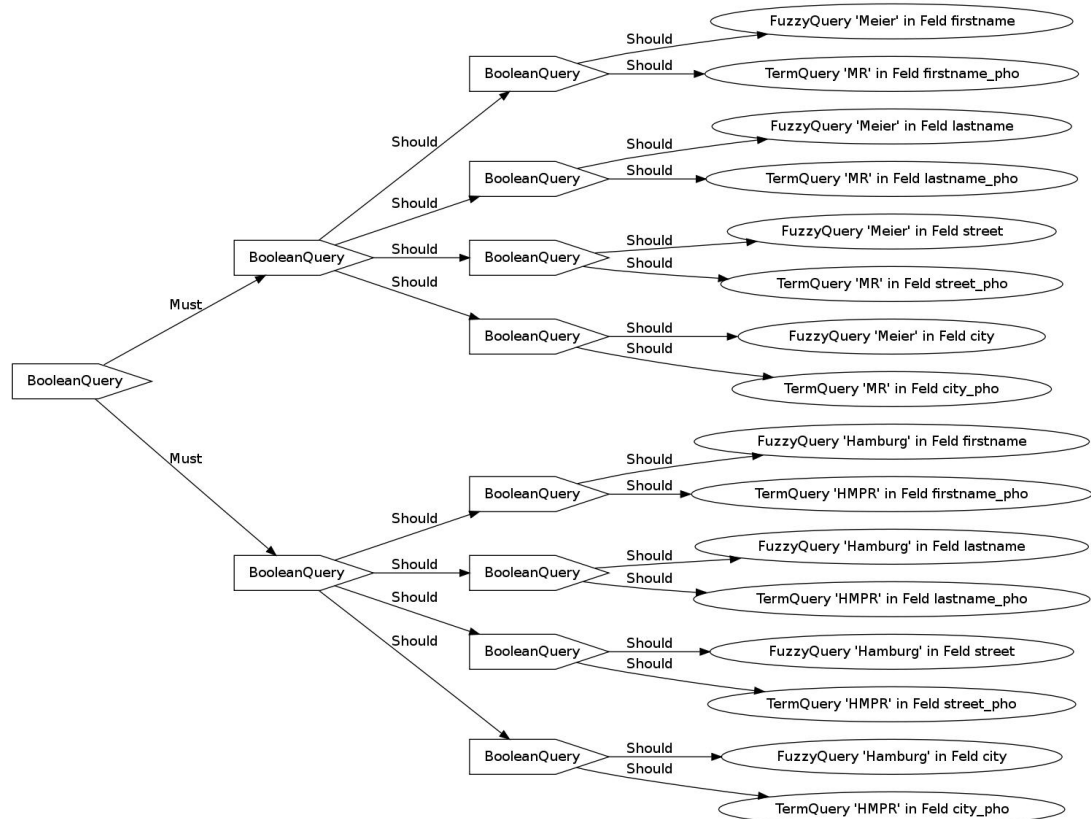 FuzzyQuery 'Meier' in Feld firstname
Should
BooleanQuery
Should
TermQuery 'MR' in Feld firstname_pho
Should
FuzzyQuery 'Meier' in Feld lastname
Should
BooleanQuery
Should
TermQuery 'MR' in Feld lastname_pho
Should
FuzzyQuery 'Meier' in Feld street
Should
BooleanQuery
Should
BooleanQuery
Should
TermQuery 'MR' in Feld street_pho
Should
Must
BooleanQuery
Should
FuzzyQuery 'Meier' in Feld city
Should
TermQuery 'MR' in Feld city_pho
BooleanQuery
Must
FuzzyQuery 'Hamburg' in Feld firstname
Should
BooleanQuery
Should
TermQuery 'HMPR' in Feld firstname_pho
Should
FuzzyQuery 'Hamburg' in Feld lastname
Should
BooleanQuery
Should
BooleanQuery
Should
TermQuery 'HMPR' in Feld lastname_pho
Should
BooleanQuery
Should
FuzzyQuery 'Hamburg' in Feld street
Should
TermQuery 'HMPR' in Feld street_pho
Should
BooleanQuery
Should
FuzzyQuery 'Hamburg' in Feld city
Should
TermQuery 'HMPR' in Feld city_pho